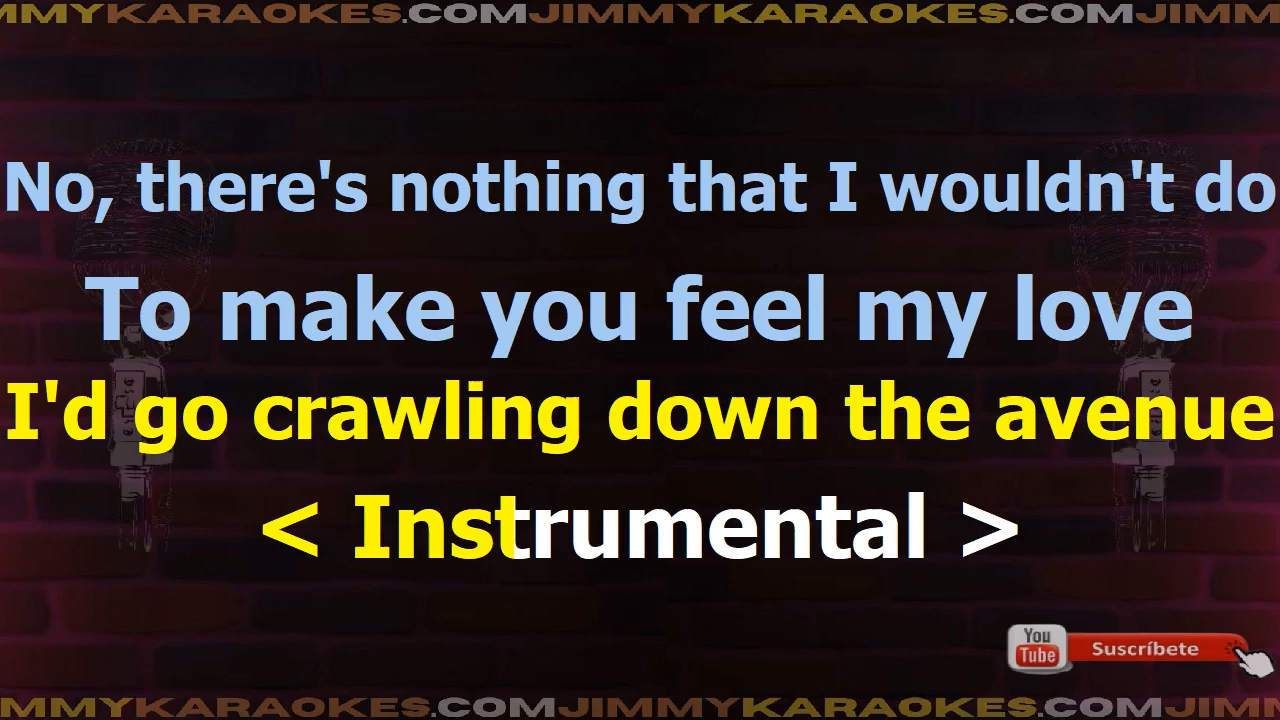 MMYKARAOKES.COMJIMMYKARAOKES.COMJIMM
No, there's nothing that I wouldn't do
To make you feel my love
I'd go crawling down the avenue
< Instrumental >
You
Tube
Suscríbete
MMYKARAOKES.COMJIMMYKARAOKES.COMJIMM